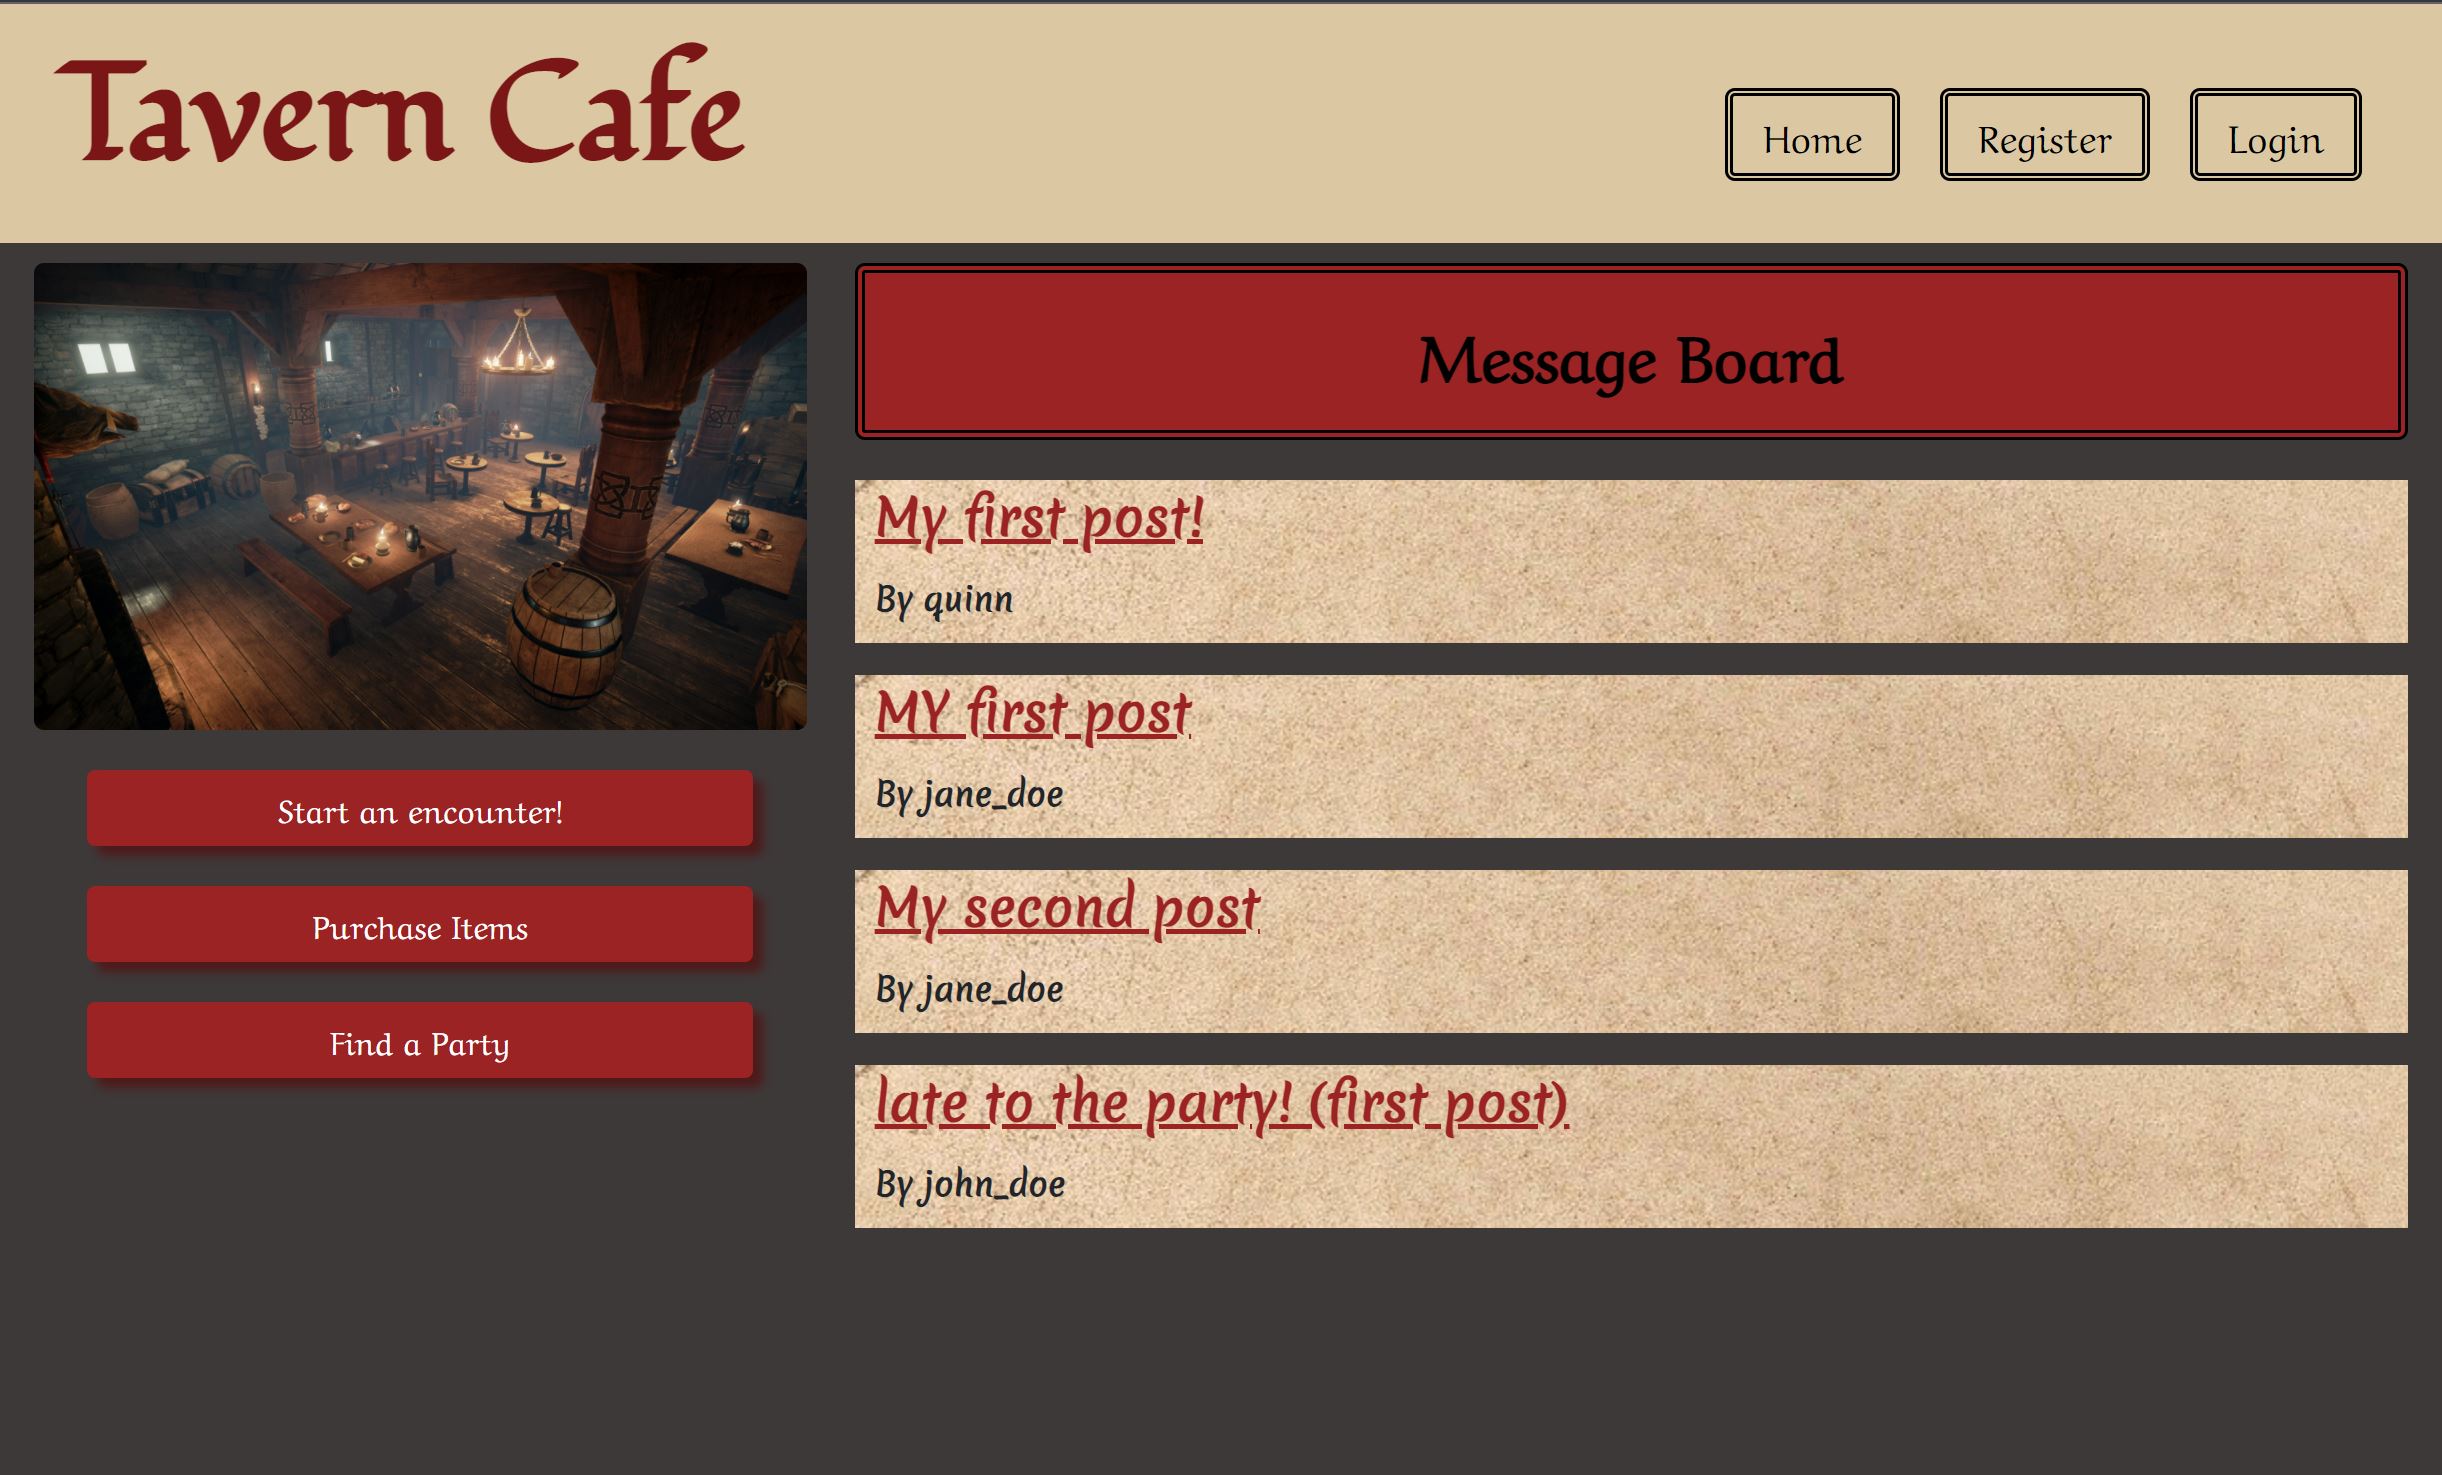 Tavern Cafe
Home
Register
Login
Message Board
My first post!
By quinn
MY first post
By jane_doe
My second post
By jane_doe
late to the party! (first post)
By john_doe
Start an encounter!
Purchase Items
Find a Party